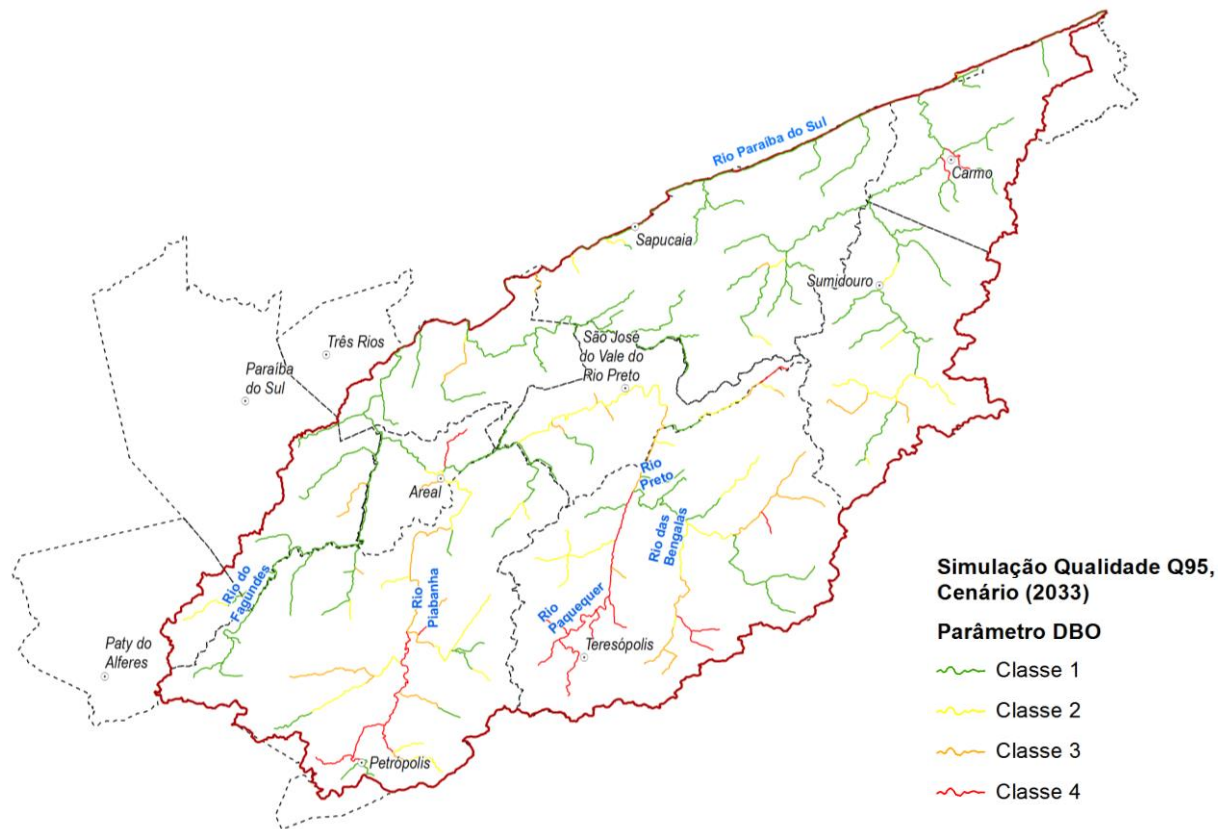 Rio Paraíba do Sul
Carmo
Sapucaia
Sumidouro
Três Rios
São José
do Vale do
Rio Preto
Paraíba
do Sul
Areal
Rio
Preto
Rio das
Bengalas
Rio do
Fagundes
Rio
Piabanha
Rio
Paquequer
Teresópolis
Paty do
Alferes
Petrópolis
Simulação Qualidade Q95,
Cenário (2033)
Parâmetro DBO
Classe 1
Classe 2
Classe 3
Classe 4